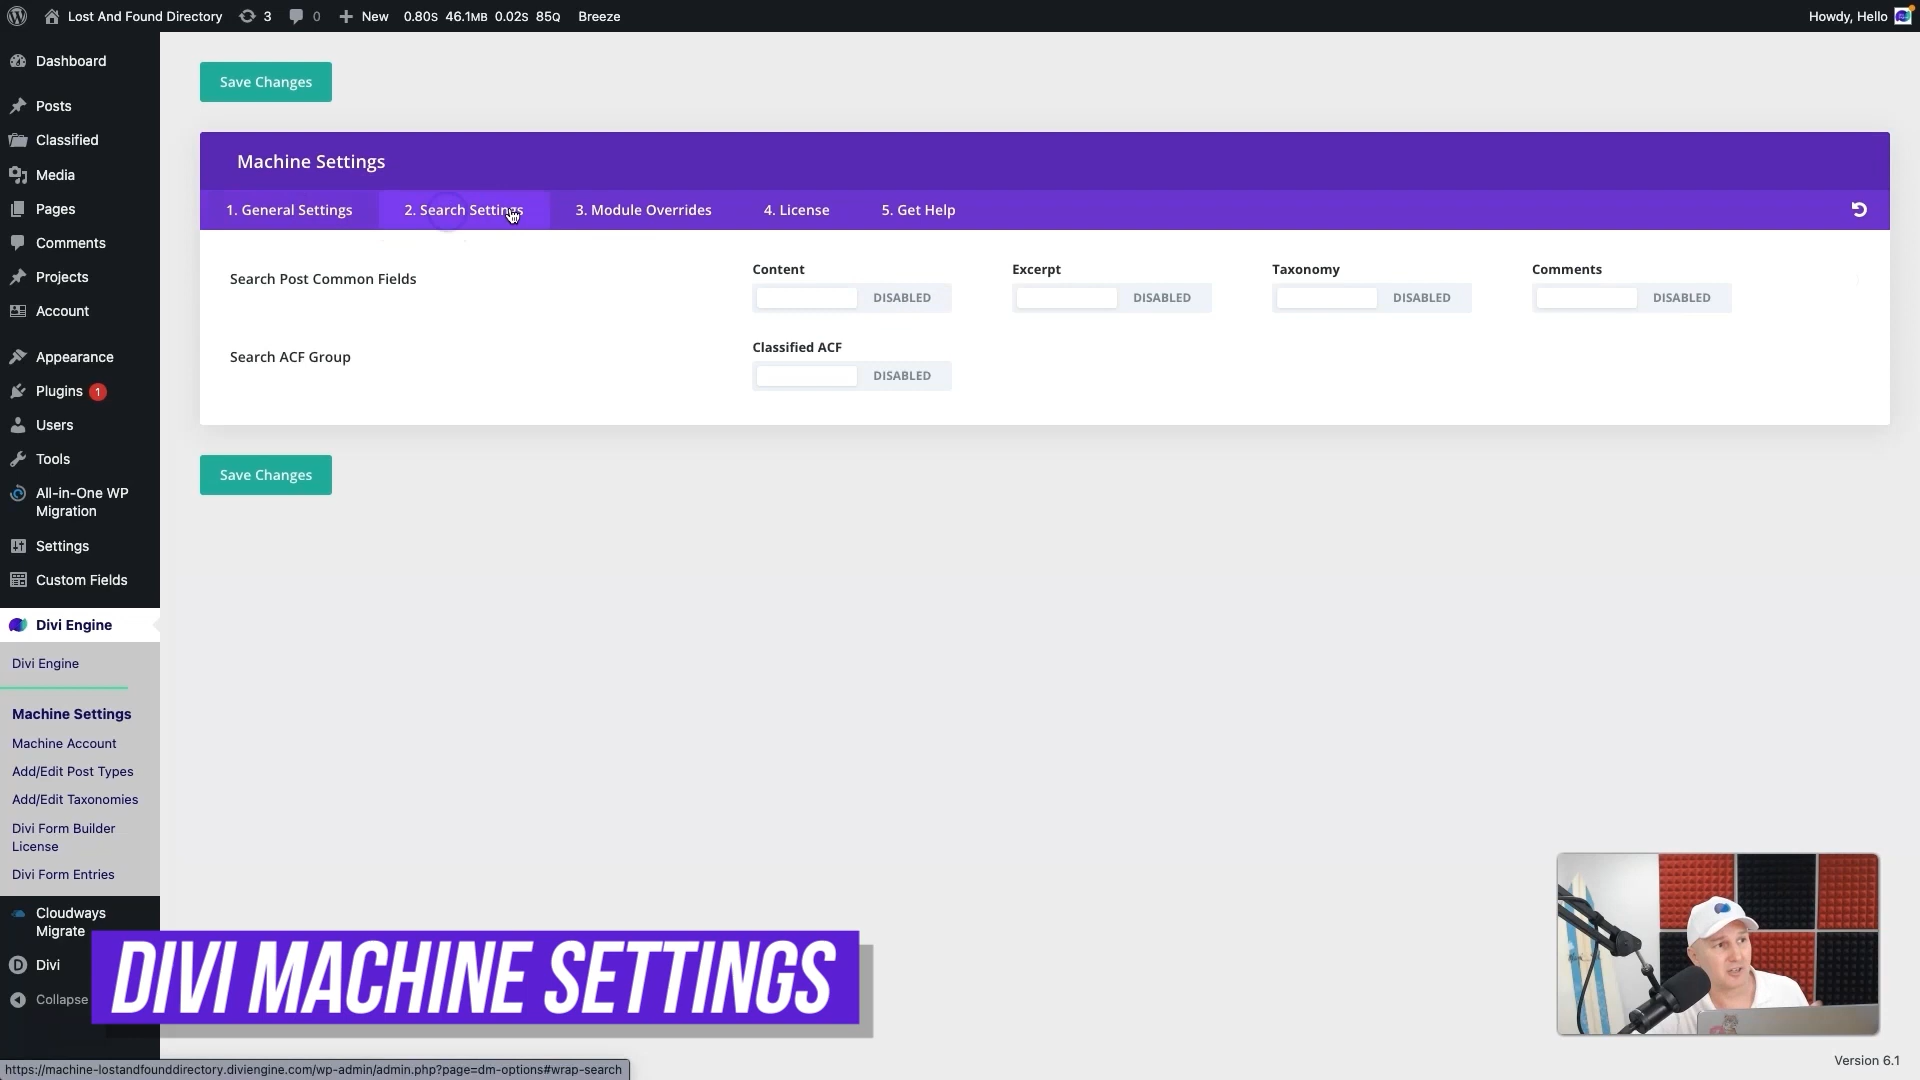 Lost And Found Directory
3
0
New
0.80S 46.1MB 0.02S 85Q
Breeze
Howdy, Hello
Dashboard
Posts
Classified
Media
Pages
Comments
Projects
Account
Appearance
Plugins 1
Users
Tools
All-in-One WP
Migration
Settings
Custom Fields
Divi Engine
Divi Engine
Machine Settings
Machine Account
Add/Edit Post Types
Add/Edit Taxonomies
Divi Form Builder
License
Divi Form Entries
Cloudways
Migrate
Divi
Collapse
Save Changes
Machine Settings
1. General Settings
2. Search Settings
3. Module Overrides
4. License
5. Get Help
Search Post Common Fields
Content
DISABLED
Excerpt
DISABLED
Taxonomy
DISABLED
Comments
DISABLED
Search ACF Group
Classified ACF
DISABLED
Save Changes
DIVI MACHINE SETTINGS
Version 6.1
https://machine-lostandfounddirectory.diviengine.com/wp-admin/admin.php?page=dm-options#wrap-search